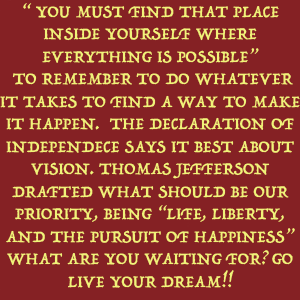 “ YOU MUST FIND THAT PLACE
INSIDE YOURSELF WHERE
EVERYTHING IS POSSIBLE”
TO REMEMBER TO DO WHATEVER
IT TAKES TO FIND A WAY TO MAKE
IT HAPPEN. THE DECLARATION OF
INDEPENDECE SAYS IT BEST ABOUT
VISION. THOMAS JEFFERSON
DRAFTED WHAT SHOULD BE OUR
PRIORITY, BEING “LIFE, LIBERTY,
AND THE PURSUIT OF HAPPINESS”
WHAT ARE YOU WAITING FOR? GO
LIVE YOUR DREAM!!